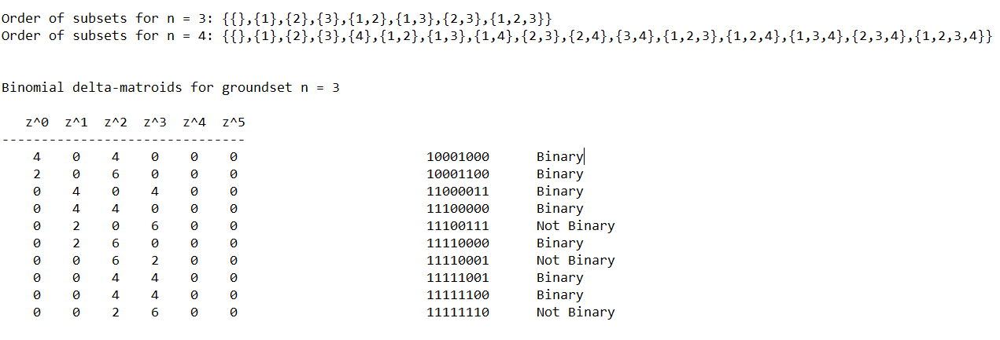 Order of subsets for n = 3: {{},{1},{2},{3},{1,2},{1,3},{2,3},{1,2,3}}
Order of subsets for n = 4: {{},{1},{2},{3},{4},{1,2},{1,3},{1,4},{2,3},{2,4},{3,4},{1,2,3},{1,2,4},{1,3,4},{2,3,4},{1,2,3,4}}
Binomial delta-matroids for groundset n = 3
z^0 z^1 z^2 z^3 z^4 z^5
-------------------------------
4 0 4 0 0 0 10001000 Binary
2 0 6 0 0 0 10001100 Binary
0 4 0 4 0 0 11000011 Binary
0 4 4 0 0 0 11100000 Binary
0 2 0 6 0 0 11100111 Not Binary
0 2 6 0 0 0 11110000 Binary
0 0 6 2 0 0 11110001 Not Binary
0 0 4 4 0 0 11111001 Binary
0 0 4 4 0 0 11111100 Binary
0 0 2 6 0 0 11111110 Not Binary